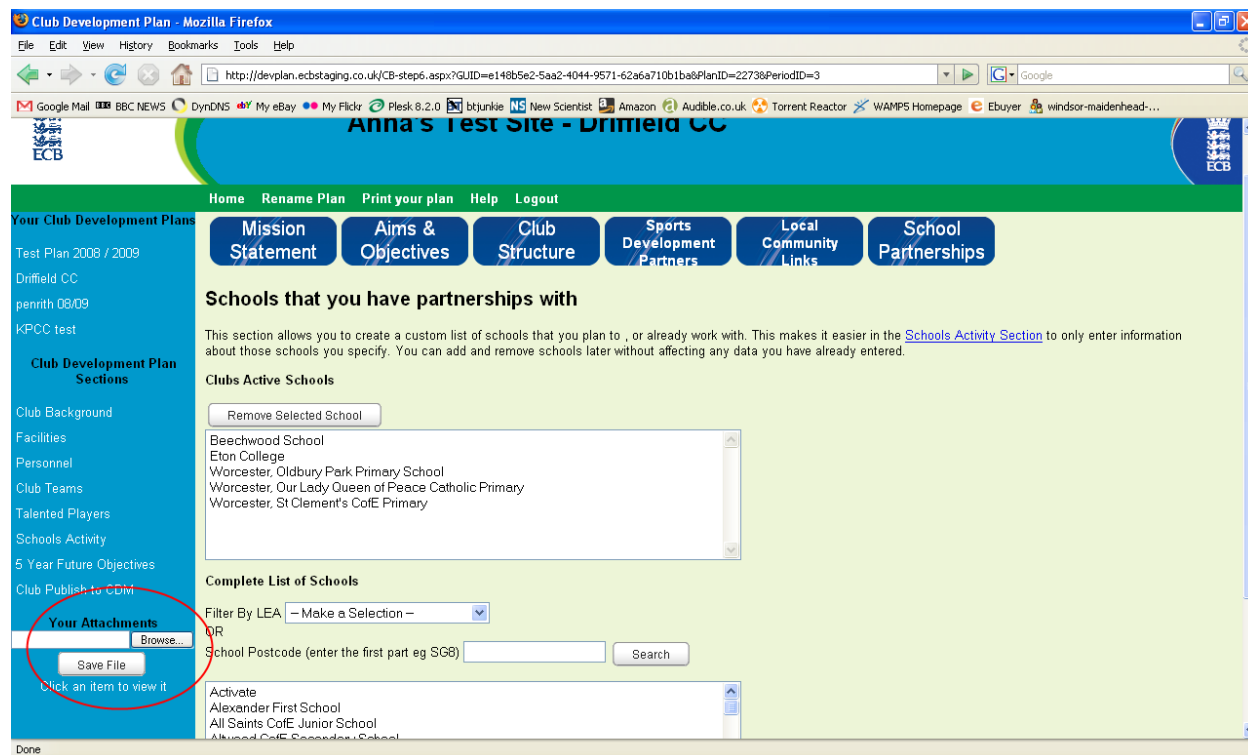 Club Development Plan - Mozilla Firefox
File Edit View History Bookmarks Tools Help
http://devplan.ecbstaging.co.uk/CB-step6.aspx?GUID=e148b5e2-5aa2-4044-9571-62a6a710b1ba&PlanID=2273&PeriodID=3
G Google
Google Mail BBC NEWS DynDNS My eBay My Flickr Plesk 8.2.0 btjunkie New Scientist Amazon Audible.co.uk Torrent Reactor WAMP5 Homepage Ebuyer windsor-maidenhead-...
Anna's Test Site - Driffield CC
ECB
ECB
Home Rename Plan Print your plan Help Logout
Your Club Development Plans
Test Plan 2008 / 2009
Driffield CC
penrith 08/09
KPCC test
Club Development Plan
Sections
Club Background
Facilities
Personnel
Club Teams
Talented Players
Schools Activity
5 Year Future Objectives
Club Publish to CDM
Your Attachments
Browse...
Save File
Click an item to view it
Mission Statement
Aims & Objectives
Club Structure
Sports Development Partners
Local Community Links
School Partnerships
Schools that you have partnerships with
This section allows you to create a custom list of schools that you plan to , or already work with. This makes it easier in the Schools Activity Section to only enter information
about those schools you specify. You can add and remove schools later without affecting any data you have already entered.
Clubs Active Schools
Remove Selected School
Beechwood School
Eton College
Worcester, Oldbury Park Primary School
Worcester, Our Lady Queen of Peace Catholic Primary
Worcester, St Clement's CofE Primary
Complete List of Schools
Filter By LEA – Make a Selection –
OR
School Postcode (enter the first part eg SG8) Search
Activate
Alexander First School
All Saints CofE Junior School
Altwood CofE Secondary School
Done